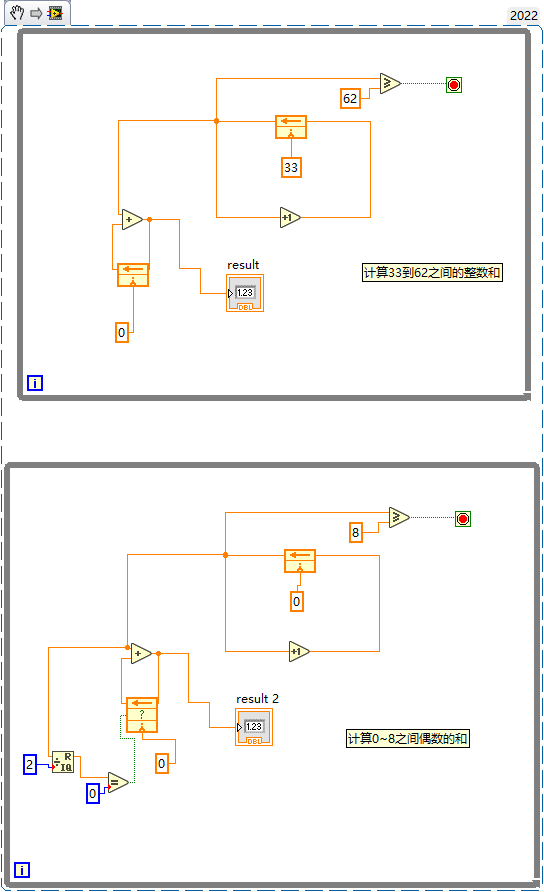 2022
62
33
+1
+
result
1.23
DBL
计算33到62之间的整数和
0
i
8
0
+1
+
result 2
?
1.23
DBL
计算0~8之间偶数的和
0
2
R
IQ
0
=
i